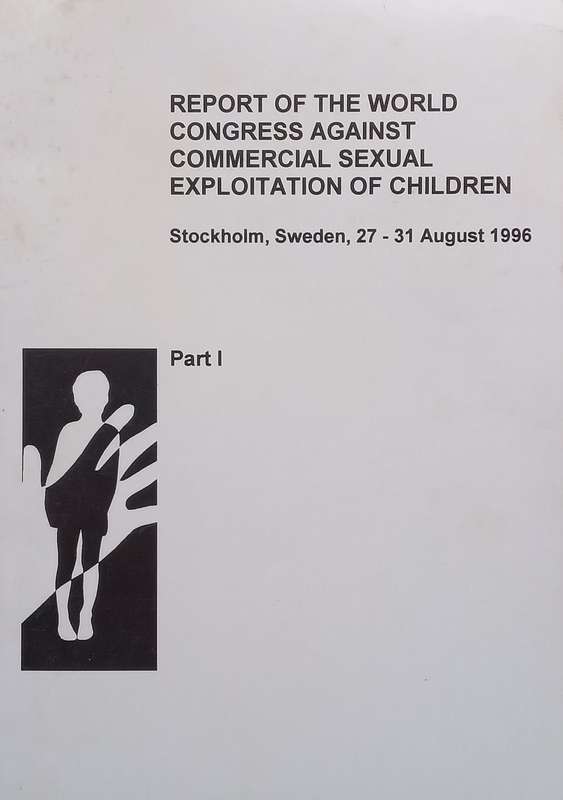 REPORT OF THE WORLD
CONGRESS AGAINST
COMMERCIAL SEXUAL
EXPLOITATION OF CHILDREN
Stockholm, Sweden, 27 - 31 August 1996
Part I